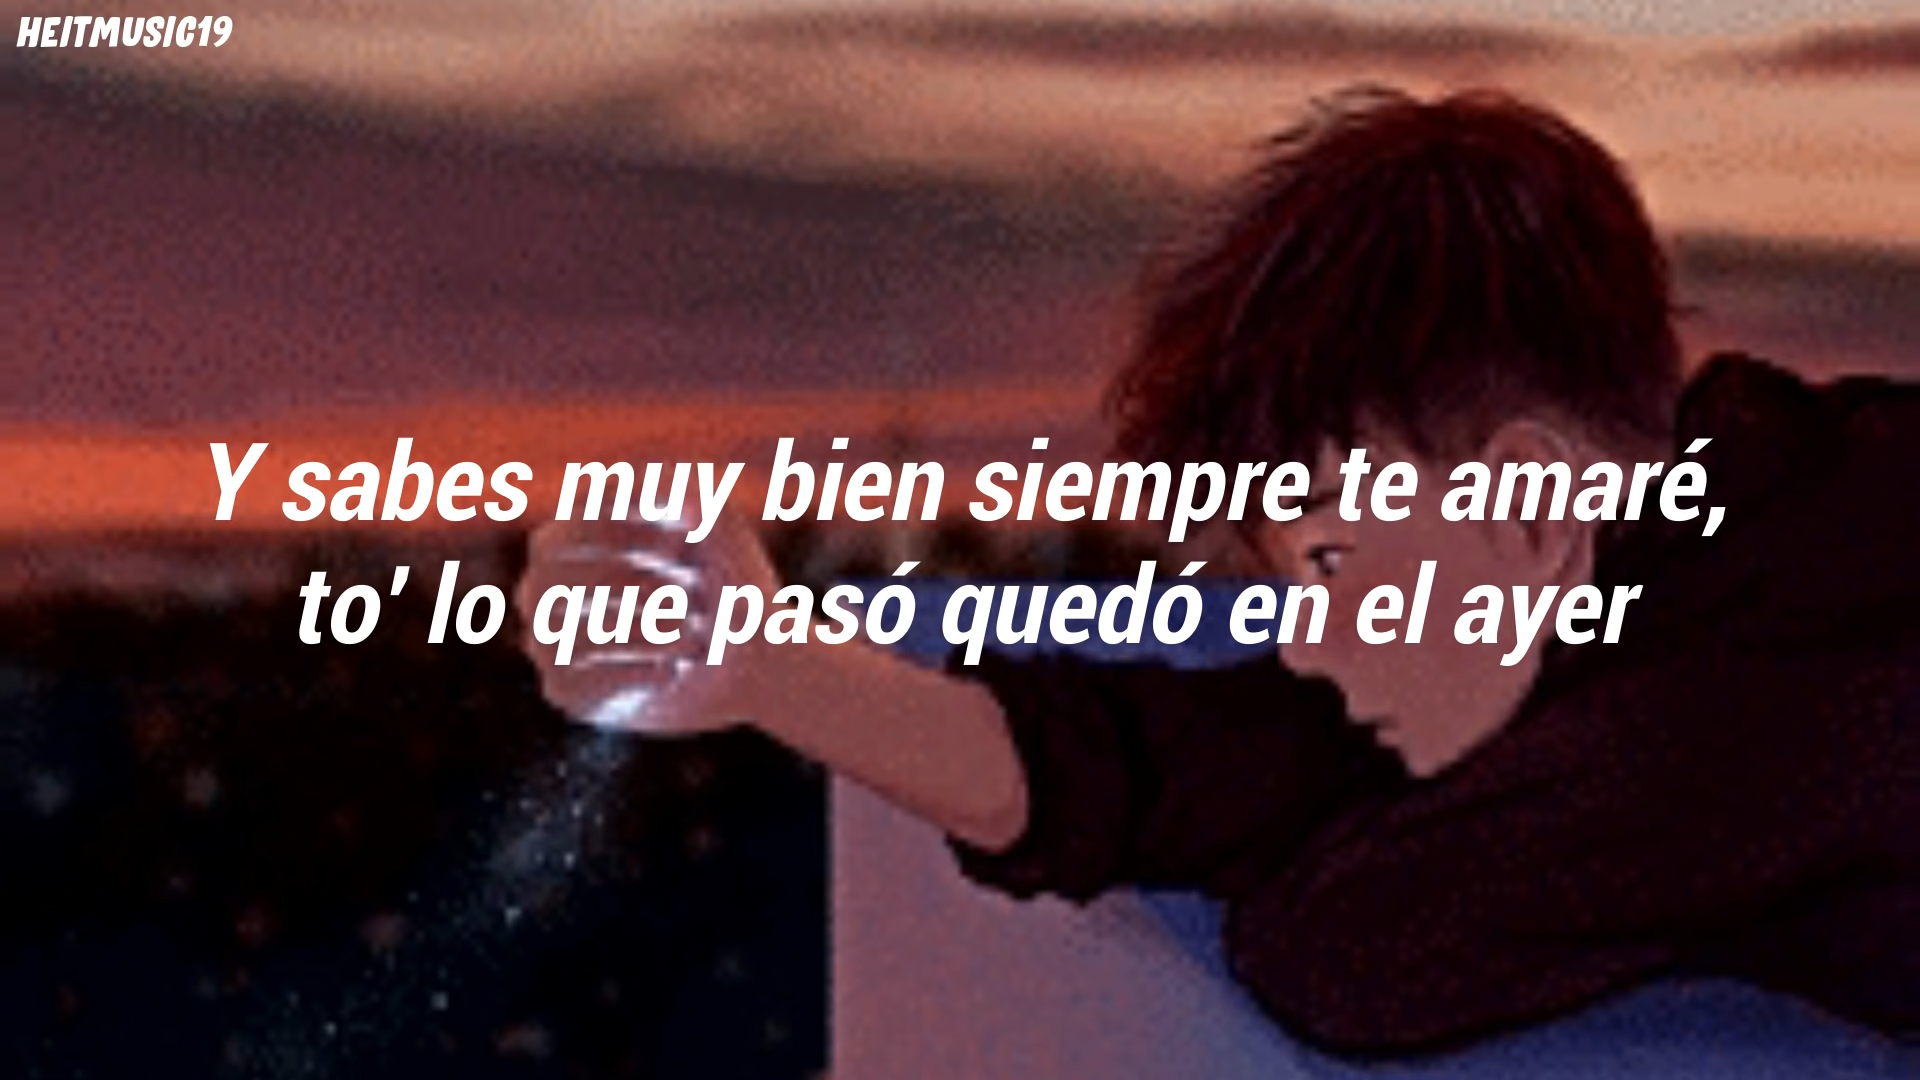 HEITMUSIC19
Y sabes muy bien siempre te amaré,
to' lo que pasó quedó en el ayer